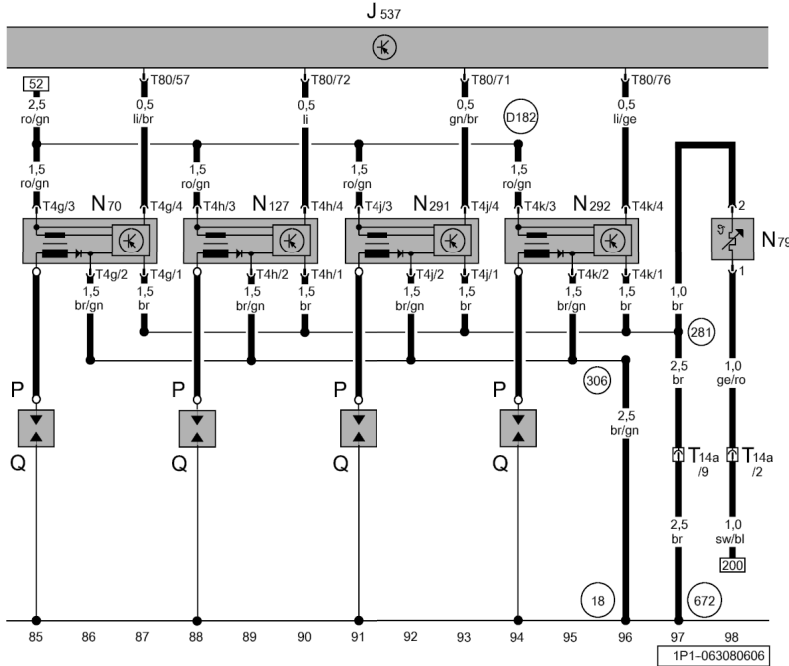 J 537
T80/57 T80/72 T80/71 T80/76
52
2,5 0,5 0,5 0,5 0,5
ro/gn li/br li gn/br li/ge
D182
1,5 1,5 1,5 1,5
ro/gn ro/gn ro/gn ro/gn
T4g/3 N70 T4g/4 T4h/3 N127 T4h/4 T4j/3 N291 T4j/4 T4k/3 N292 T4k/4 2
N79
T4g/2 T4g/1 T4h/2 T4h/1 T4j/2 T4j/1 T4k/2 T4k/1 1
1,5 1,5 1,5 1,5 1,5 1,5 1,5 1,5 1,0
br/gn br br/gn br br/gn br br/gn br br
281
306
2,5 1,0
br ge/ro
P P P P
2,5
br/gn
Q Q Q Q
T14a T14a
/9 /2
2,5 1,0
br sw/bl
200
18 672
85 86 87 88 89 90 91 92 93 94 95 96 97 98
1P1-063080606